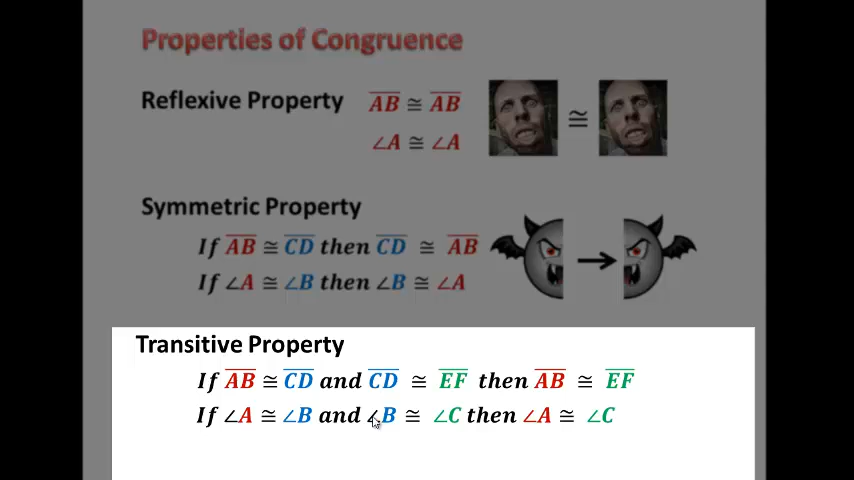 Properties of Congruence
Reflexive Property
AB ≅ AB
∠A ≅ ∠A
≅
Symmetric Property
If AB ≅ CD then CD ≅ AB
If ∠A ≅ ∠B then ∠B ≅ ∠A
Transitive Property
If AB ≅ CD and CD ≅ EF then AB ≅ EF
If ∠A ≅ ∠B and ∠B ≅ ∠C then ∠A ≅ ∠C